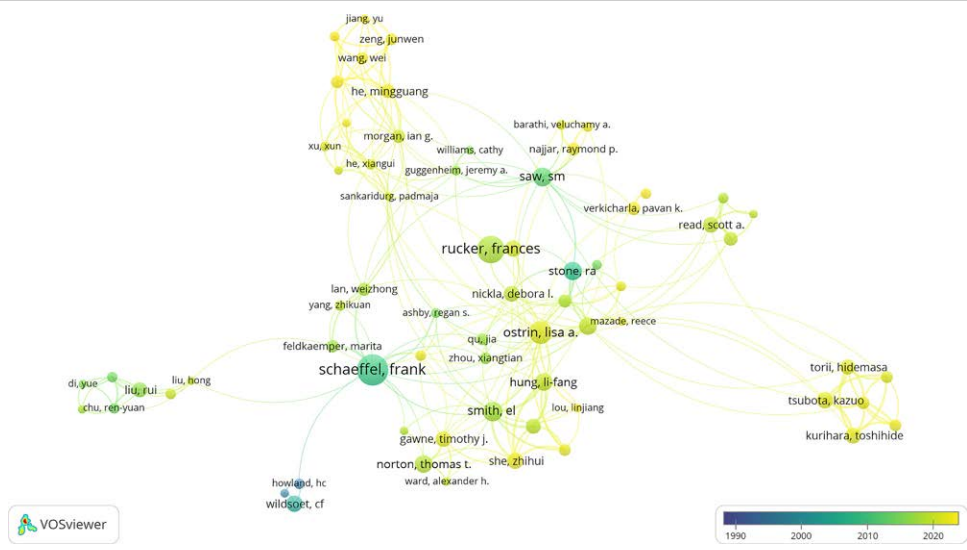 jiang, yu
zeng, junwen
wang, wei
he, mingguang
barathi, veluchamy a.
morgan, ian g.
xu, xun
williams, cathy
najjar, raymond p.
he, xiangui
guggenheim, jeremy a.
saw, sm
sankaridurg, padmaja
verkicharla, pavan k.
read, scott a.
rucker, frances
stone, ra
lan, weizhong
nickla, debora l.
yang, zhikuan
ashby, regan s.
mazade, reece
ostrin, lisa a.
qu, jia
feldkaemper, marita
zhou, xiangtian
schaeffel, frank
torii, hidemasa
di, yue
liu, rui
liu, hong
hung, li-fang
tsubota, kazuo
chu, ren-yuan
smith, el
lou, linjiang
gawne, timothy j.
kurihara, toshihide
norton, thomas t.
she, zhihui
howland, hc
ward, alexander h.
wildsoet, cf
VOSviewer
1990 2000 2010 2020